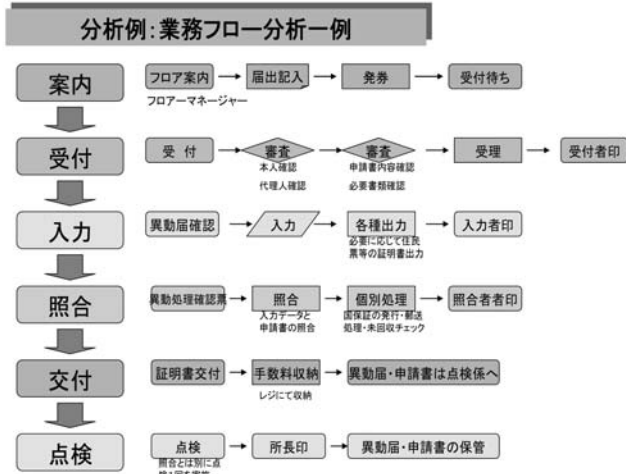 分析例：業務フロー分析一例
案内
フロア案内
届出記入
発券
受付待ち
フロアーマネージャー
受付
受 付
審査
審査
受理
受付者印
本人確認
代理人確認
申請書内容確認
必要書類確認
入力
異動届確認
入力
各種出力
入力者印
必要に応じて住民
票等の証明書出力
照合
異動処理確認票
照合
個別処理
照合者者印
入力データと
申請書の照合
国保証の発行・郵送
処理・未回収チェック
交付
証明書交付
手数料収納
異動届・申請書は点検係へ
レジにて収納
点検
点検
所長印
異動届・申請書の保管
照合とは別に点